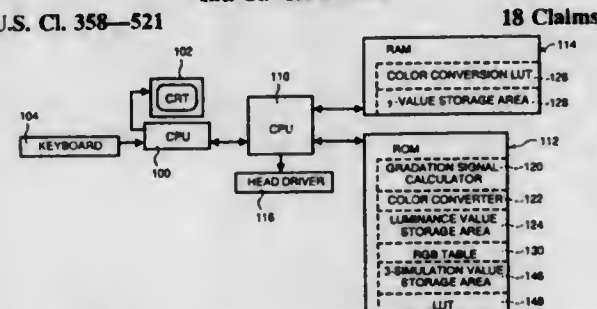 U.S. Cl. 358—521
18 Claims
102
CRT
104
KEYBOARD
CPU
100
110
CPU
HEAD DRIVER
116
RAM
114
COLOR CONVERSION LUT
126
-VALUE STORAGE AREA
128
ROM
112
GRADATION SIGNAL
CALCULATOR
120
COLOR CONVERTER
122
LUMINANCE VALUE
STORAGE AREA
124
RGB TABLE
130
3-SIMULATION VALUE
STORAGE AREA
146
LUT
148